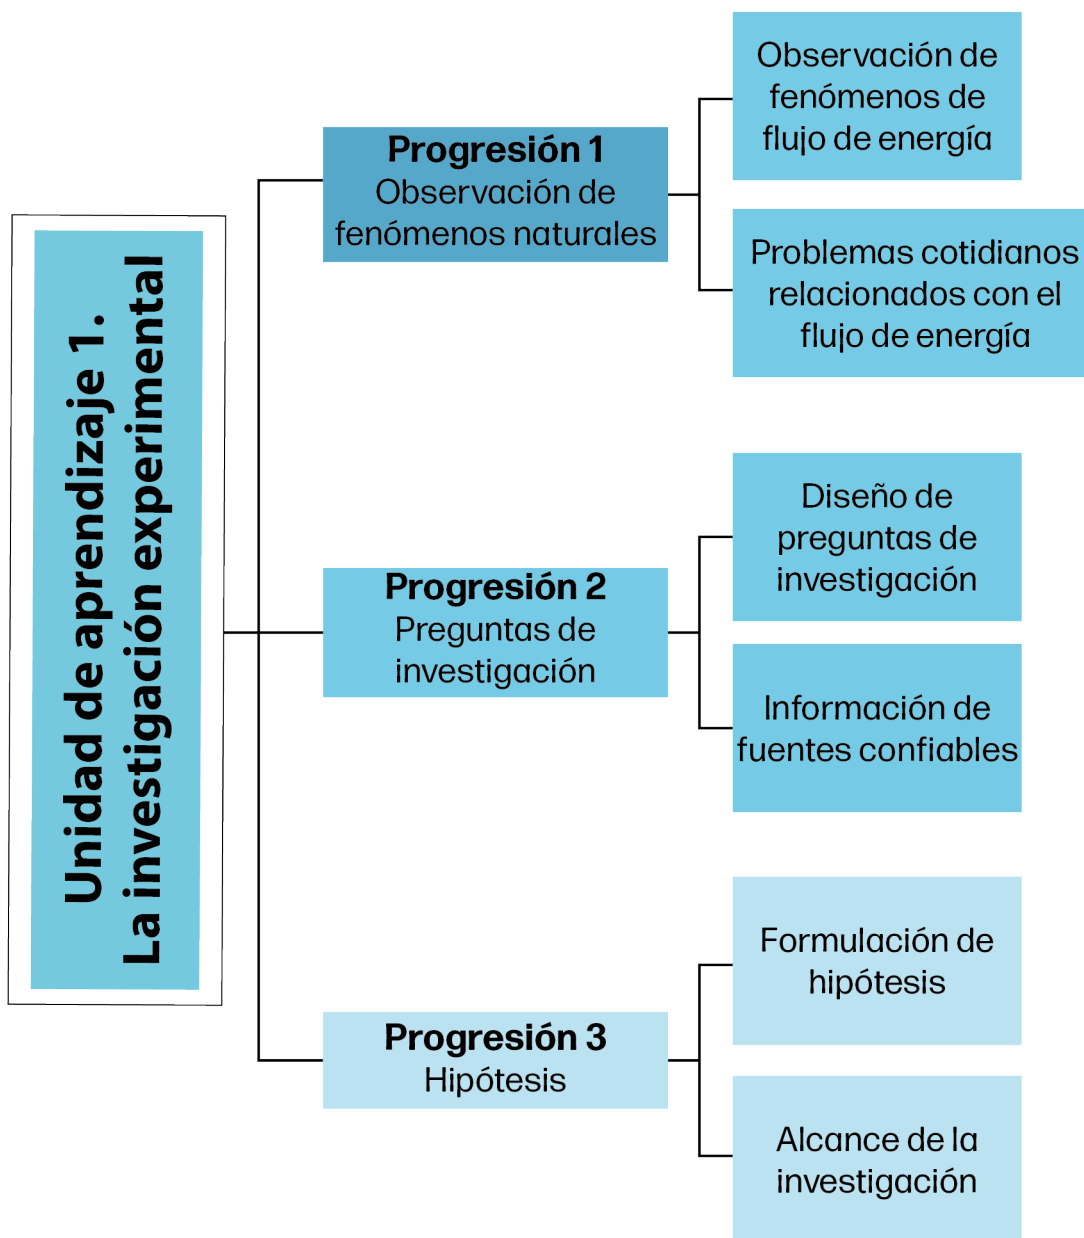 Unidad de aprendizaje 1.
La investigación experimental
Progresión 1
Observación de
fenómenos naturales
Observación de
fenómenos de
flujo de energía
Problemas cotidianos
relacionados con el
flujo de energía
Progresión 2
Preguntas de
investigación
Diseño de
preguntas de
investigación
Información de
fuentes confiables
Progresión 3
Hipótesis
Formulación de
hipótesis
Alcance de la
investigación